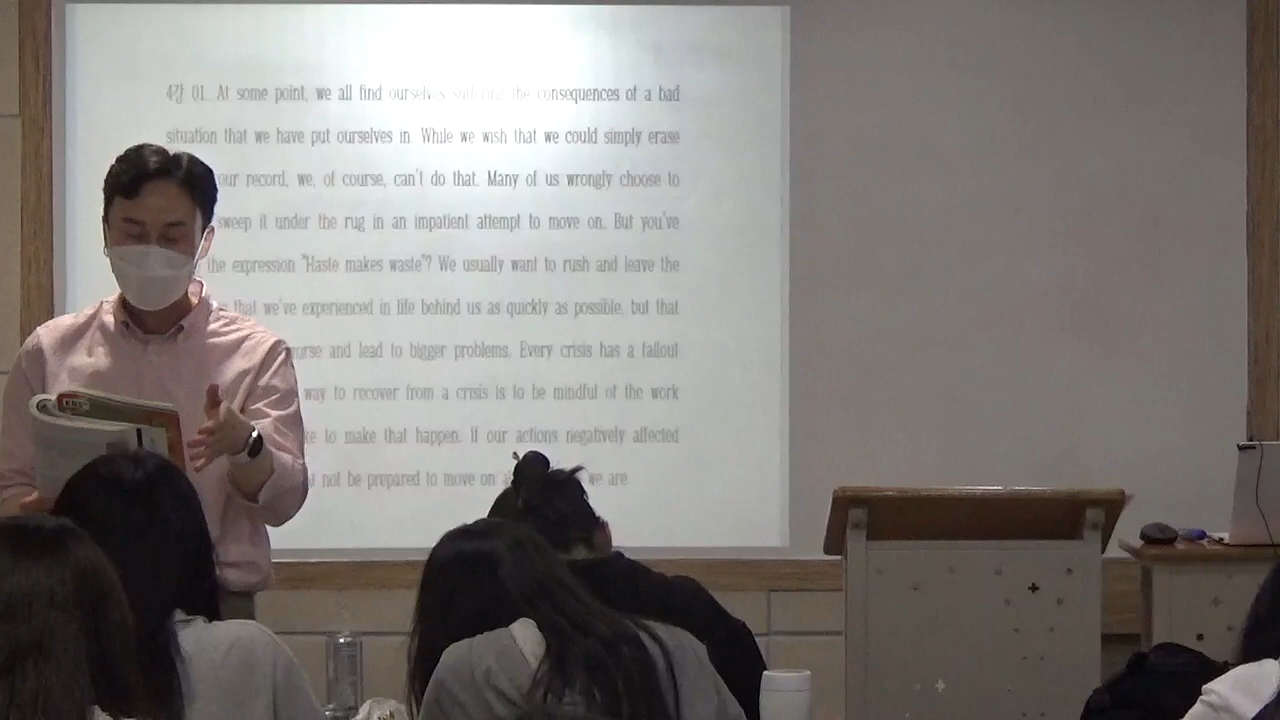 4강 01. At some point, we all find ourselves suffering the consequences of a bad
situation that we have put ourselves in. While we wish that we could simply erase
our record, we, of course, can't do that. Many of us wrongly choose to
sweep it under the rug in an impatient attempt to move on. But you've
the expression "Haste makes waste"? We usually want to rush and leave the
that we've experienced in life behind us as quickly as possible, but that
and lead to bigger problems. Every crisis has a fallout
way to recover from a crisis is to be mindful of the work
to make that happen. If our actions negatively affected
not be prepared to move on we are.
EBS